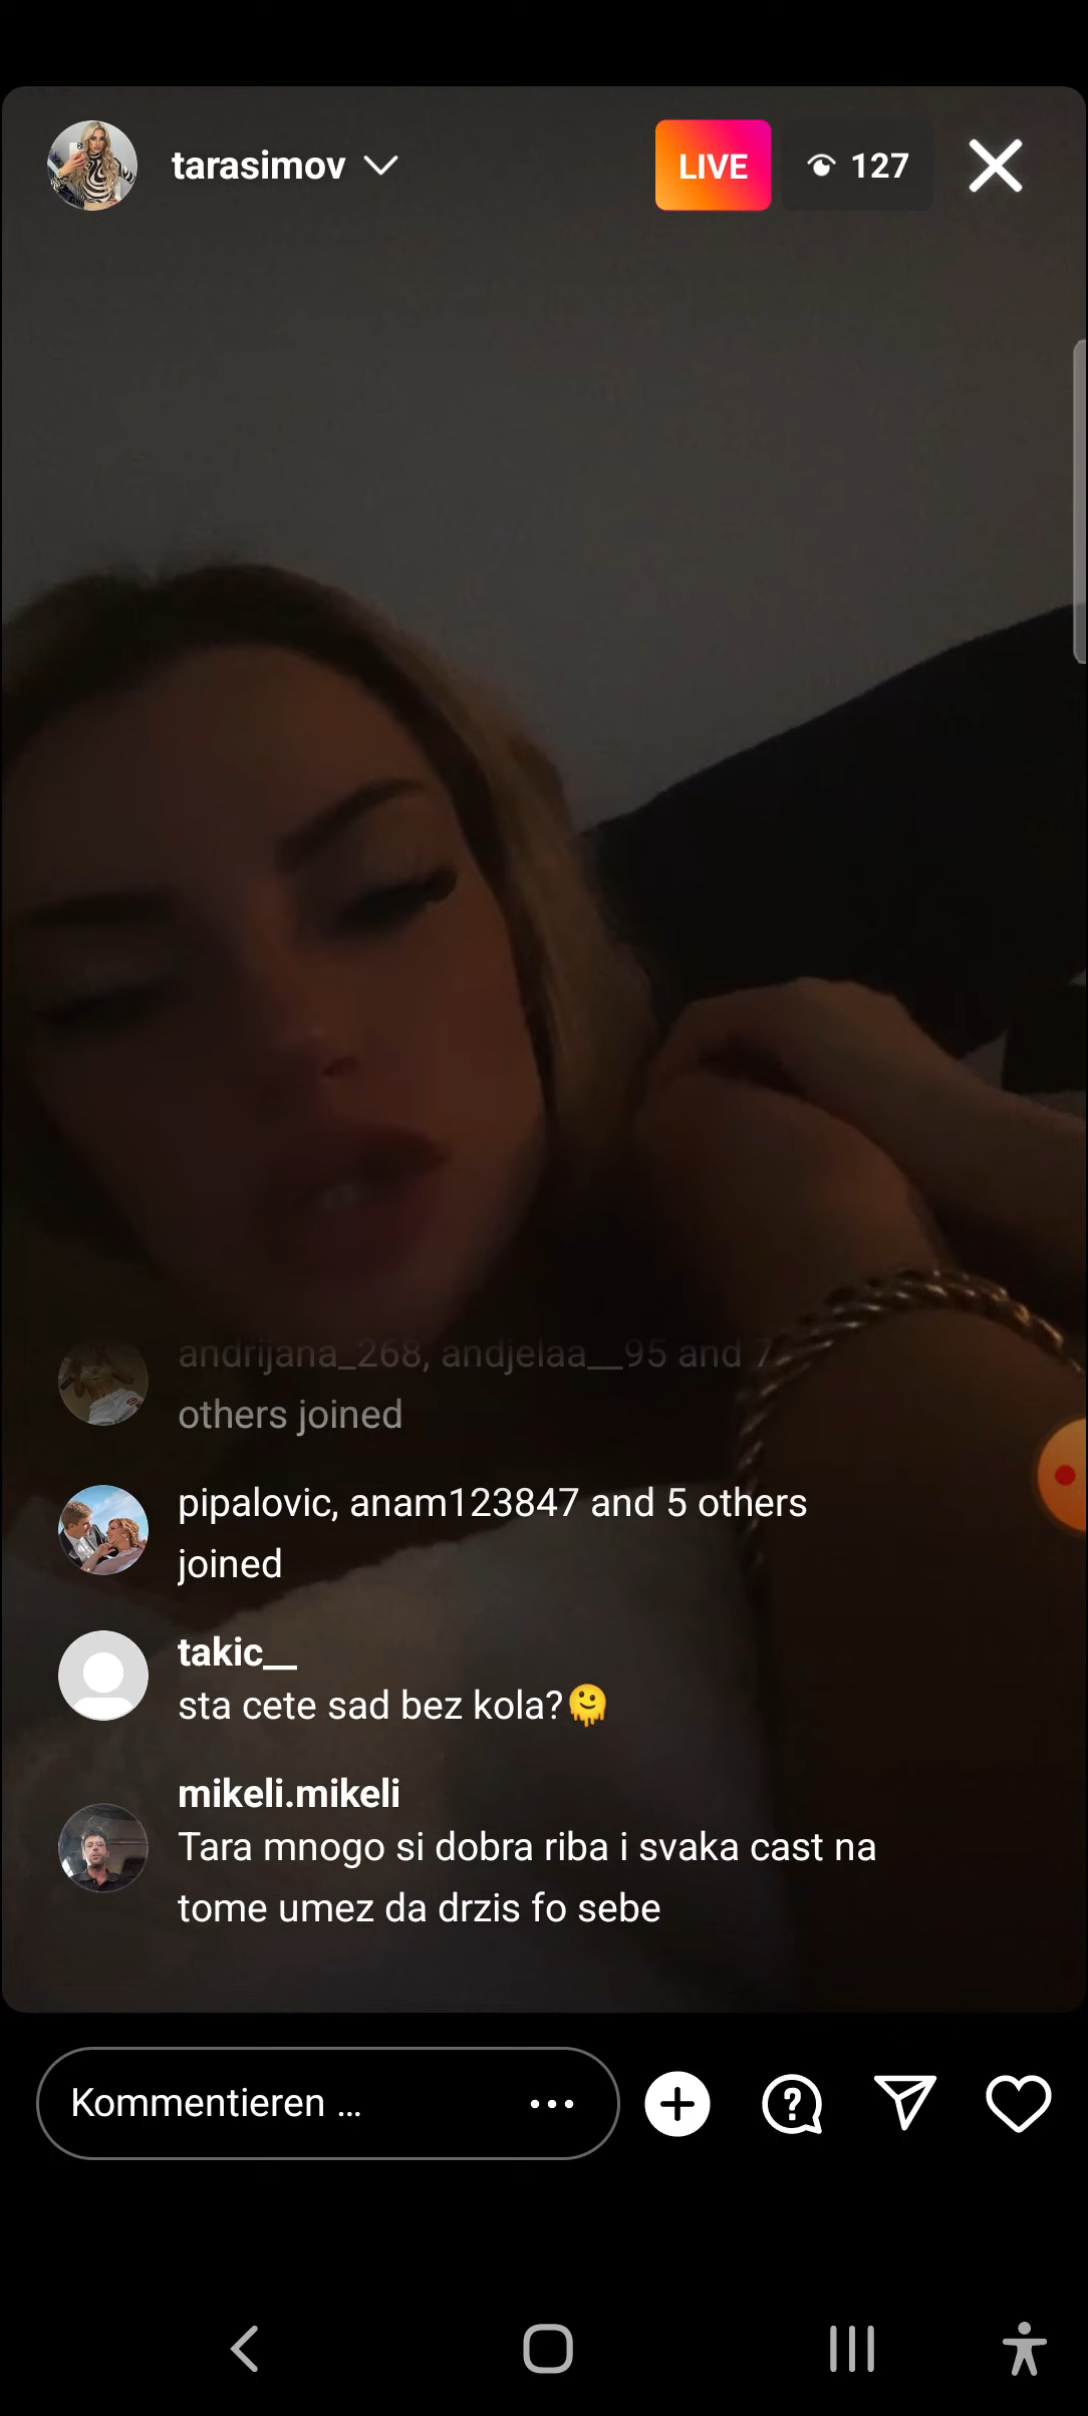 tarasimov
LIVE
127
andrijana_268, andjelaa__95 and 7
others joined
pipalovic, anam123847 and 5 others
joined
takic__
sta cete sad bez kola?🫠
mikeli.mikeli
Tara mnogo si dobra riba i svaka cast na
tome umez da drzis fo sebe
Kommentieren ...